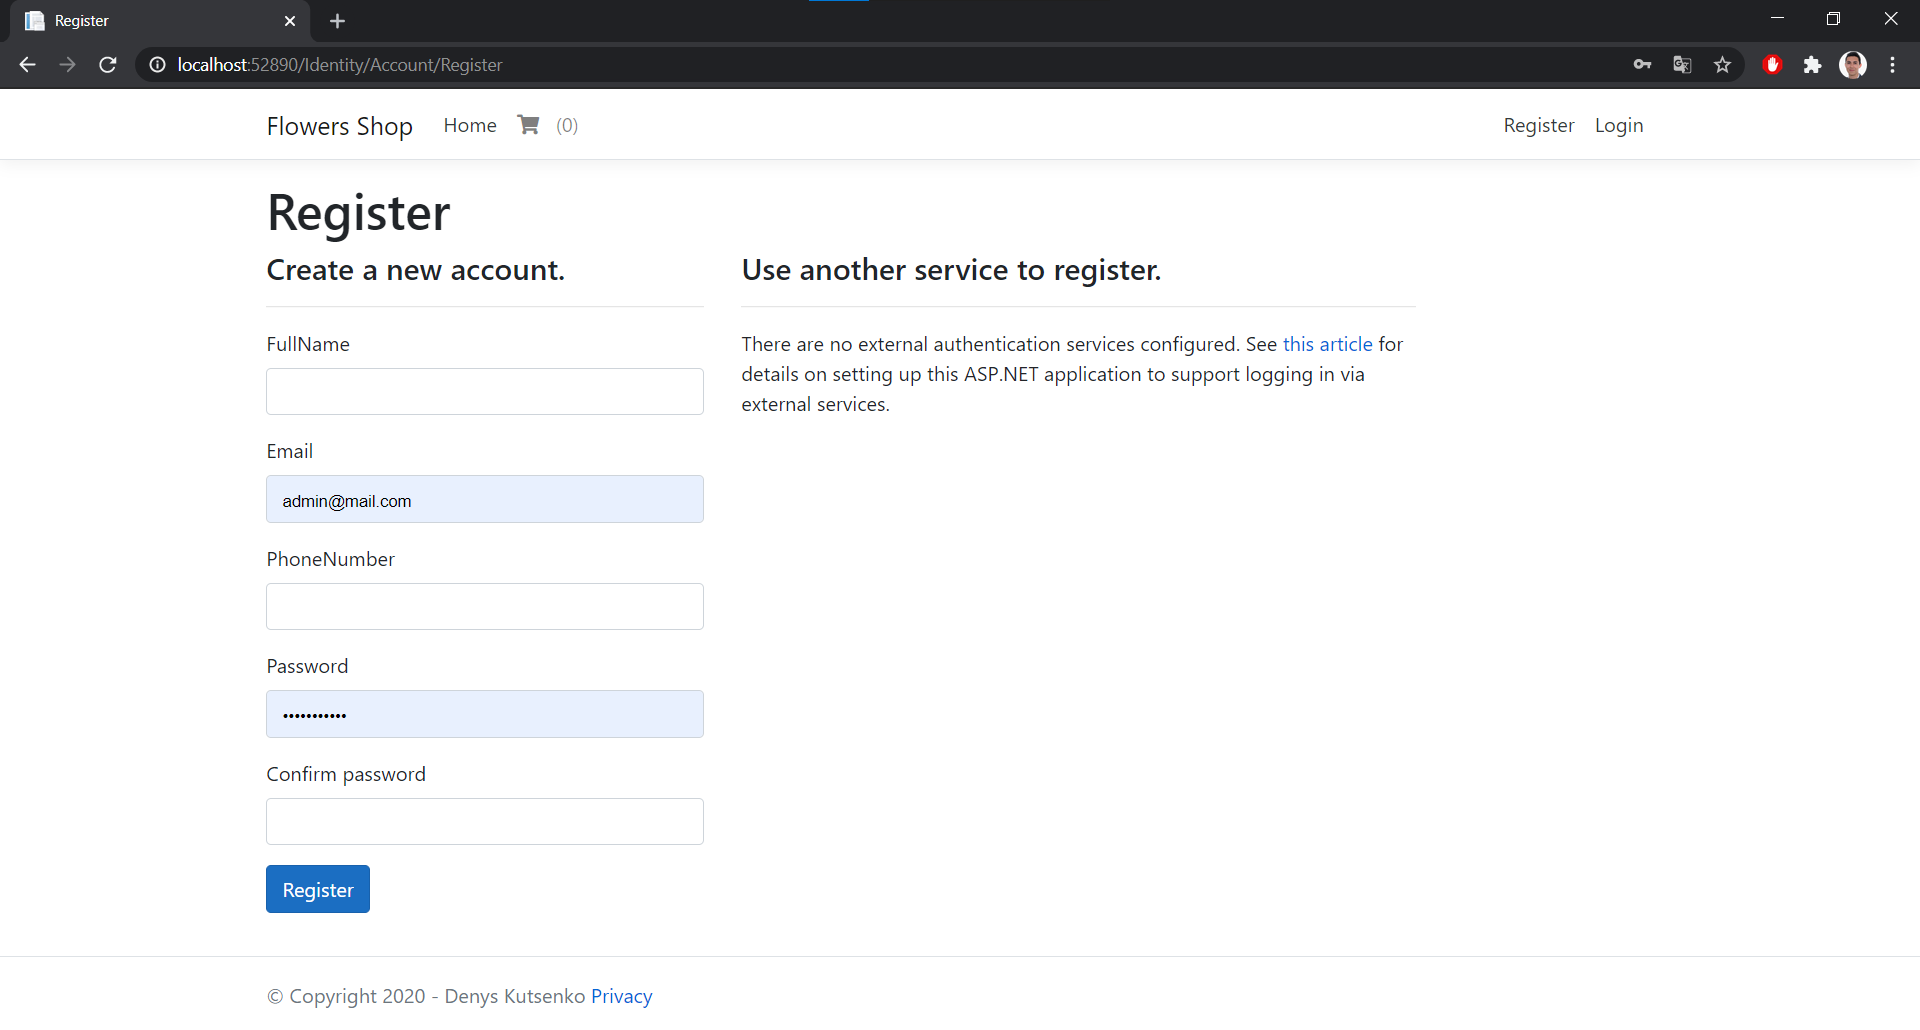 Register
localhost:52890/Identity/Account/Register
Flowers Shop Home (0) Register Login
Register
Create a new account.
Use another service to register.
FullName
There are no external authentication services configured. See this article for
details on setting up this ASP.NET application to support logging in via
external services.
Email
admin@mail.com
PhoneNumber
Password
•••••••••••
Confirm password
Register
© Copyright 2020 - Denys Kutsenko Privacy